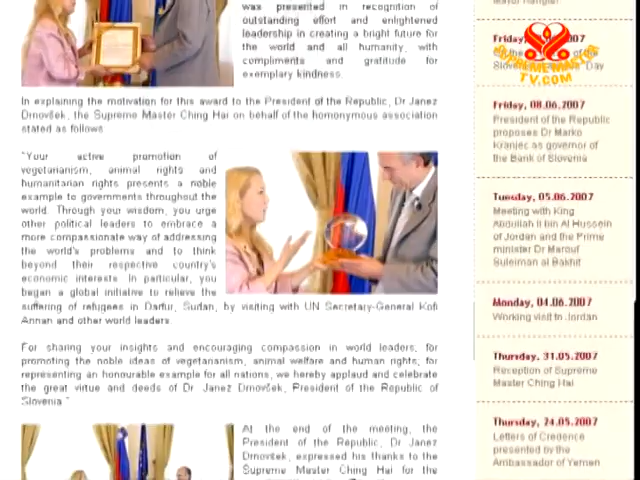 was presented in recognition of
outstanding effort and enlightened
leadership in creating a bright future for
the world and all humanity, with
compliments and gratitude for
exemplary kindness.
In explaining the motivation for this award to the President of the Republic, Dr Janez
Drnovšek, the Supreme Master Ching Hai on behalf of the homonymous association
stated as follows
"Your active promotion of
vegetarianism, animal rights and
humanitarian rights presents a noble
example to governments throughout the
world. Through your wisdom, you urge
other political leaders to embrace a
more compassionate way of addressing
the world's problems and to think
beyond their respective country's
economic interests. In particular, you
began a global initiative to relieve the
suffering of refugees in Darfur, Sudan, by visiting with UN Secretary-General Kofi
Annan and other world leaders.
For sharing your insights and encouraging compassion in world leaders, for
promoting the noble ideas of vegetarianism, animal welfare and human rights, for
representing an honourable example for all nations, we hereby applaud and celebrate
the great virtue and deeds of Dr Janez Drnovšek, President of the Republic of
Slovenia."
At the end of the meeting, the
President of the Republic, Dr Janez
Drnovšek, expressed his thanks to the
Supreme Master Ching Hai for the
Friday, 2007
of the
Day
SUPREME MASTER
TV.COM
Friday, 08.06.2007
President of the Republic
proposes Dr Marko
Kranjec as governor of
the Bank of Slovenia
Tuesday, 05.06.2007
Meeting with King
Abdullah II bin Al Hussein
of Jordan and the Prime
minister Dr Marouf
Suleiman al Bakhit
Monday, 04.06.2007
Working visit to Jordan
Thursday, 31.05.2007
Reception of Supreme
Master Ching Hai
Thursday, 24.05.2007
Letters of Credence
presented by the
Ambassador of Yemen